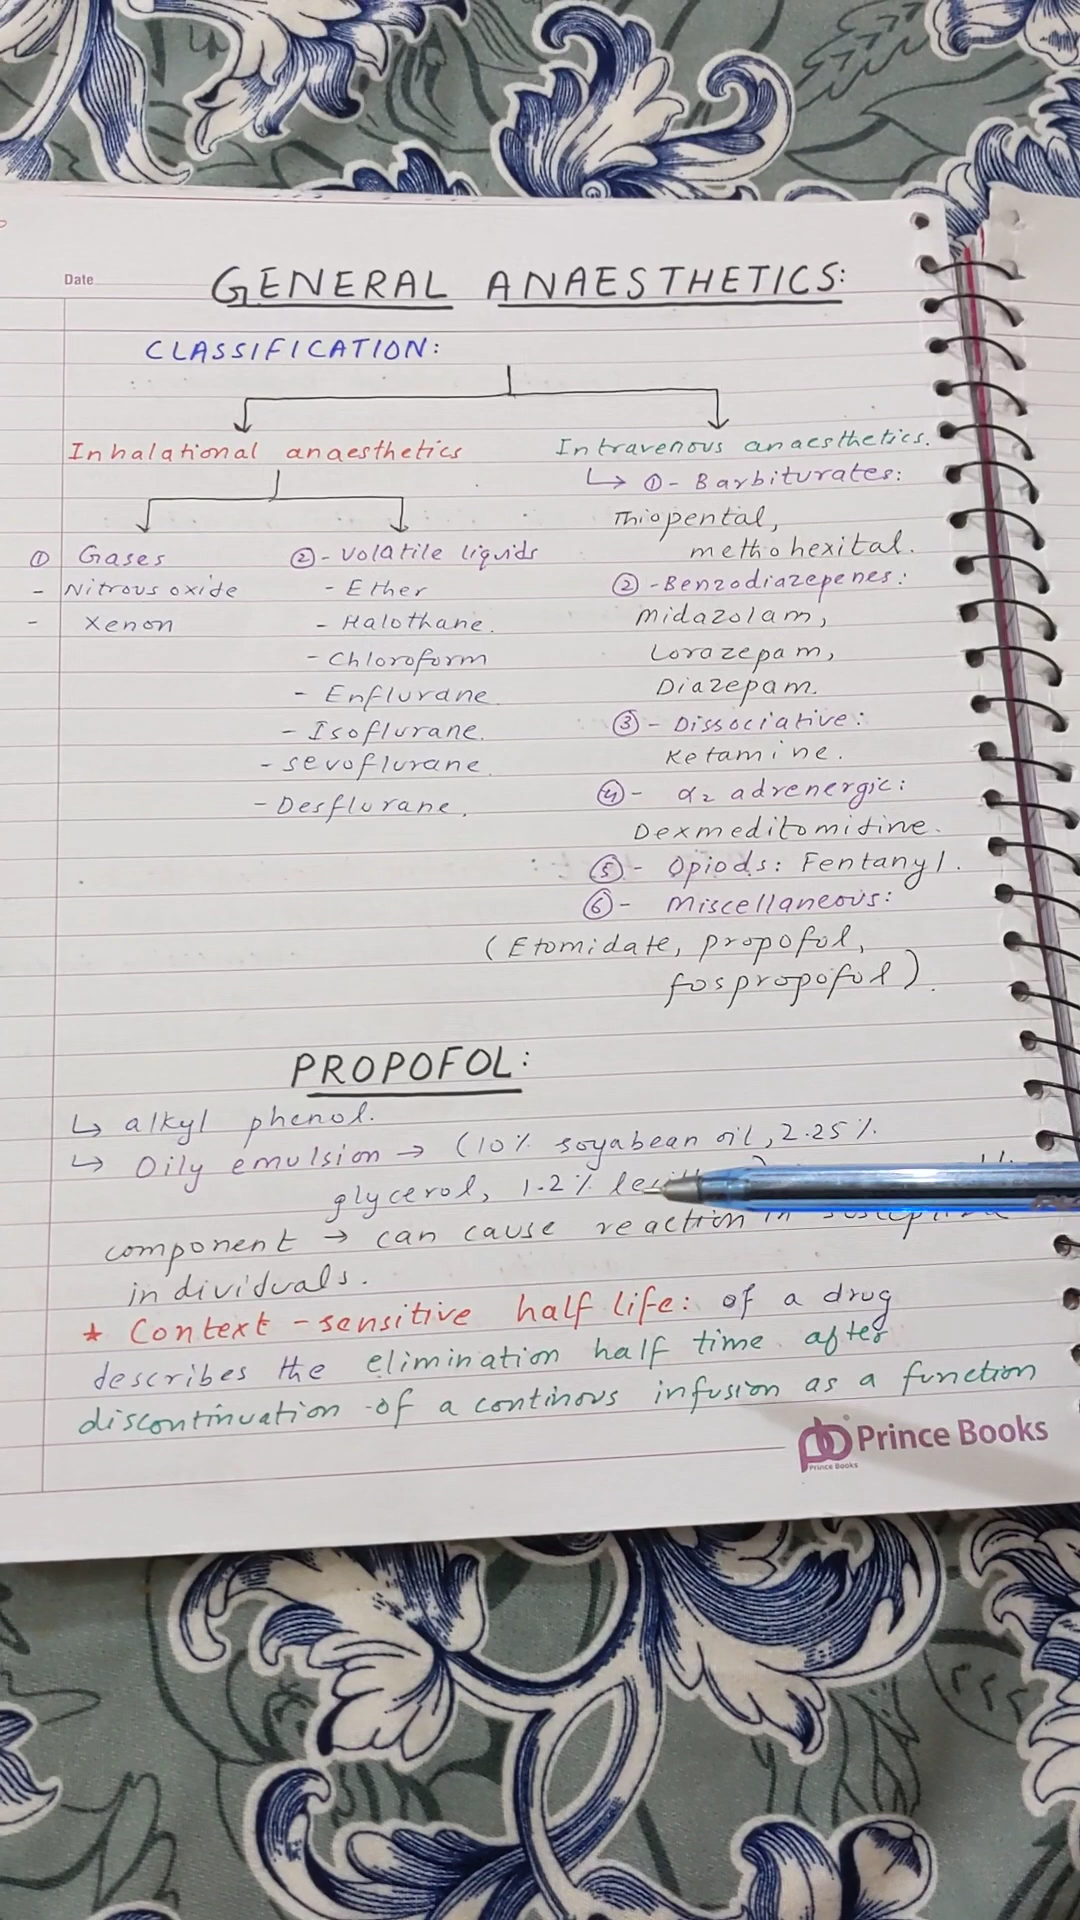 Date
GENERAL ANAESTHETICS:
CLASSIFICATION:
Inhalational anaesthetics
① Gases
- Nitrous oxide
- Xenon
②- Volatile liquids
- Ether
- Halothane.
- Chloroform
- Enflurane
- Isoflurane.
- sevoflurane.
- Desflurane.
Intravenous anaesthetics.
↳ ①- Barbiturates:
Thiopental,
methohexital.
②-Benzodiazepenes:
midazolam,
Lorazepam,
Diazepam.
③- Dissociative:
Ketamine.
④- α2 adrenergic:
Dexmeditomitine.
⑤- Opiods: Fentanyl.
⑥- Miscellaneous:
(Etomidate, propofol,
fospropofol).
PROPOFOL:
↳ alkyl phenol.
↳ Oily emulsion → (10% soyabean oil, 2.25%
glycerol, 1.2%
component → can cause reaction in
individuals.
* Context-sensitive half life: of a drug
describes the elimination half time after
discontinuation of a continous infusion as a function
Prince Books
Prince Books